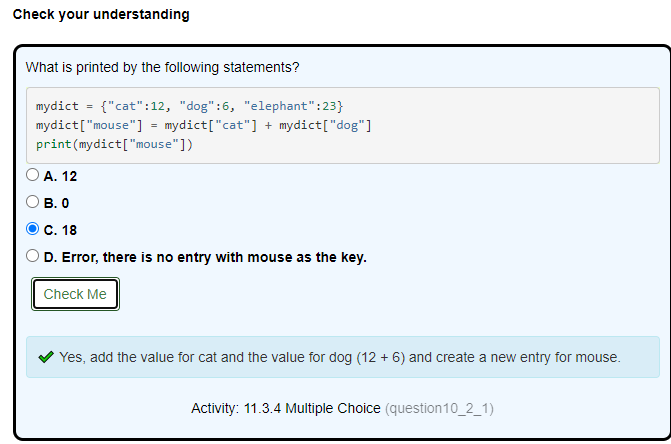 Check your understanding
What is printed by the following statements?
mydict = {"cat":12, "dog":6, "elephant":23}
mydict["mouse"] = mydict["cat"] + mydict["dog"]
print(mydict["mouse"])
A. 12
B. 0
C. 18
D. Error, there is no entry with mouse as the key.
Check Me
Yes, add the value for cat and the value for dog (12 + 6) and create a new entry for mouse.
Activity: 11.3.4 Multiple Choice (question10_2_1)